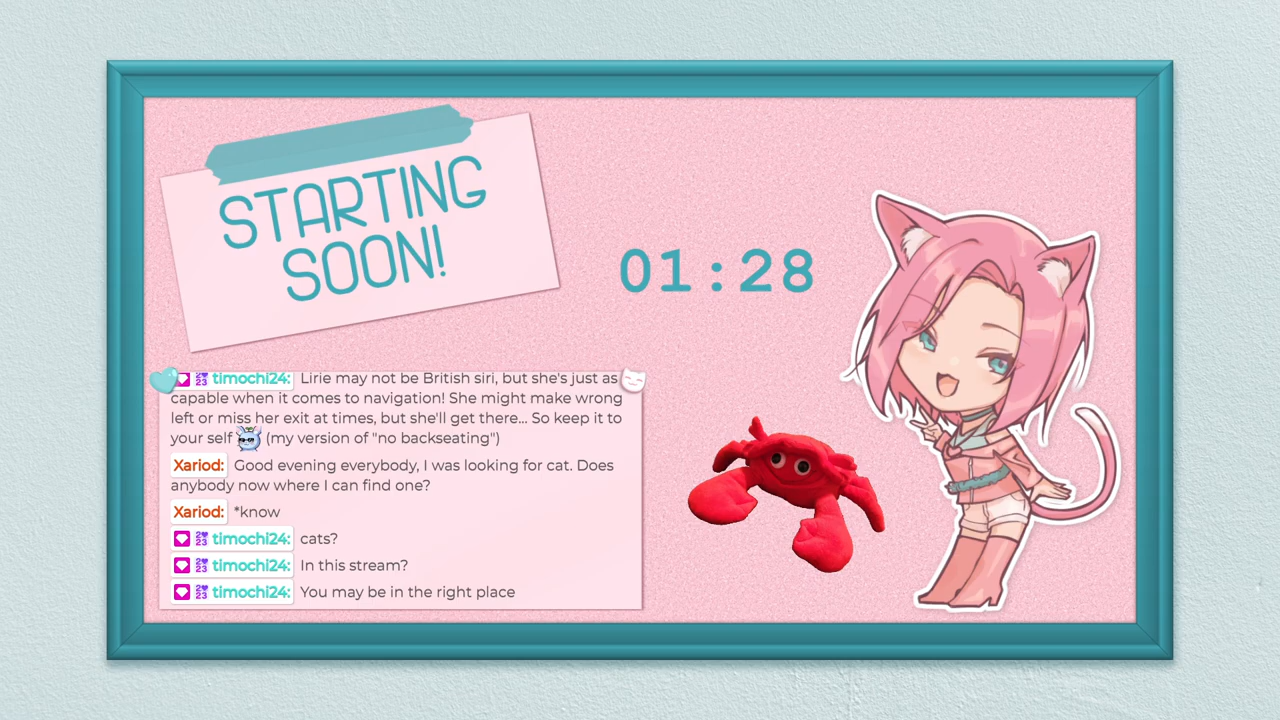 STARTING
SOON!
01:28
timochi24: Lirie may not be British siri, but she's just as
capable when it comes to navigation! She might make wrong
left or miss her exit at times, but she'll get there... So keep it to
your self (my version of "no backseating")
Xariod: Good evening everybody, I was looking for cat. Does
anybody now where I can find one?
Xariod: *know
timochi24: cats?
timochi24: In this stream?
timochi24: You may be in the right place